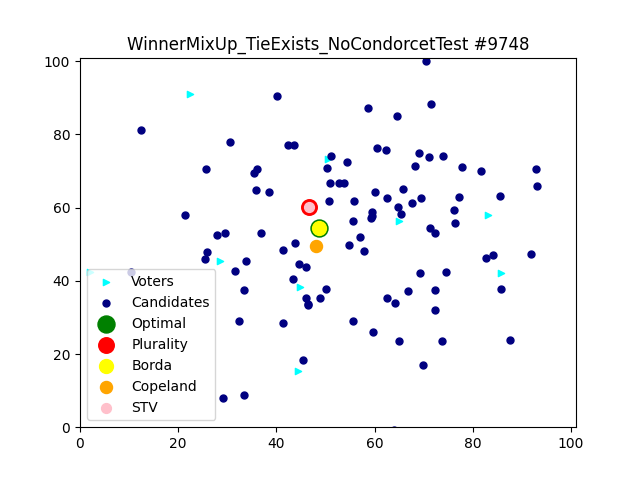 WinnerMixUp_TieExists_NoCondorcetTest #9748
100
80
60
40
20
0
Voters
Candidates
Optimal
Plurality
Borda
Copeland
STV
0 20 40 60 80 100